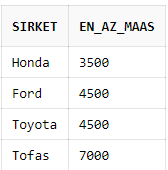 SIRKET EN_AZ_MAAS
Honda 3500
Ford 4500
Toyota 4500
Tofas 7000